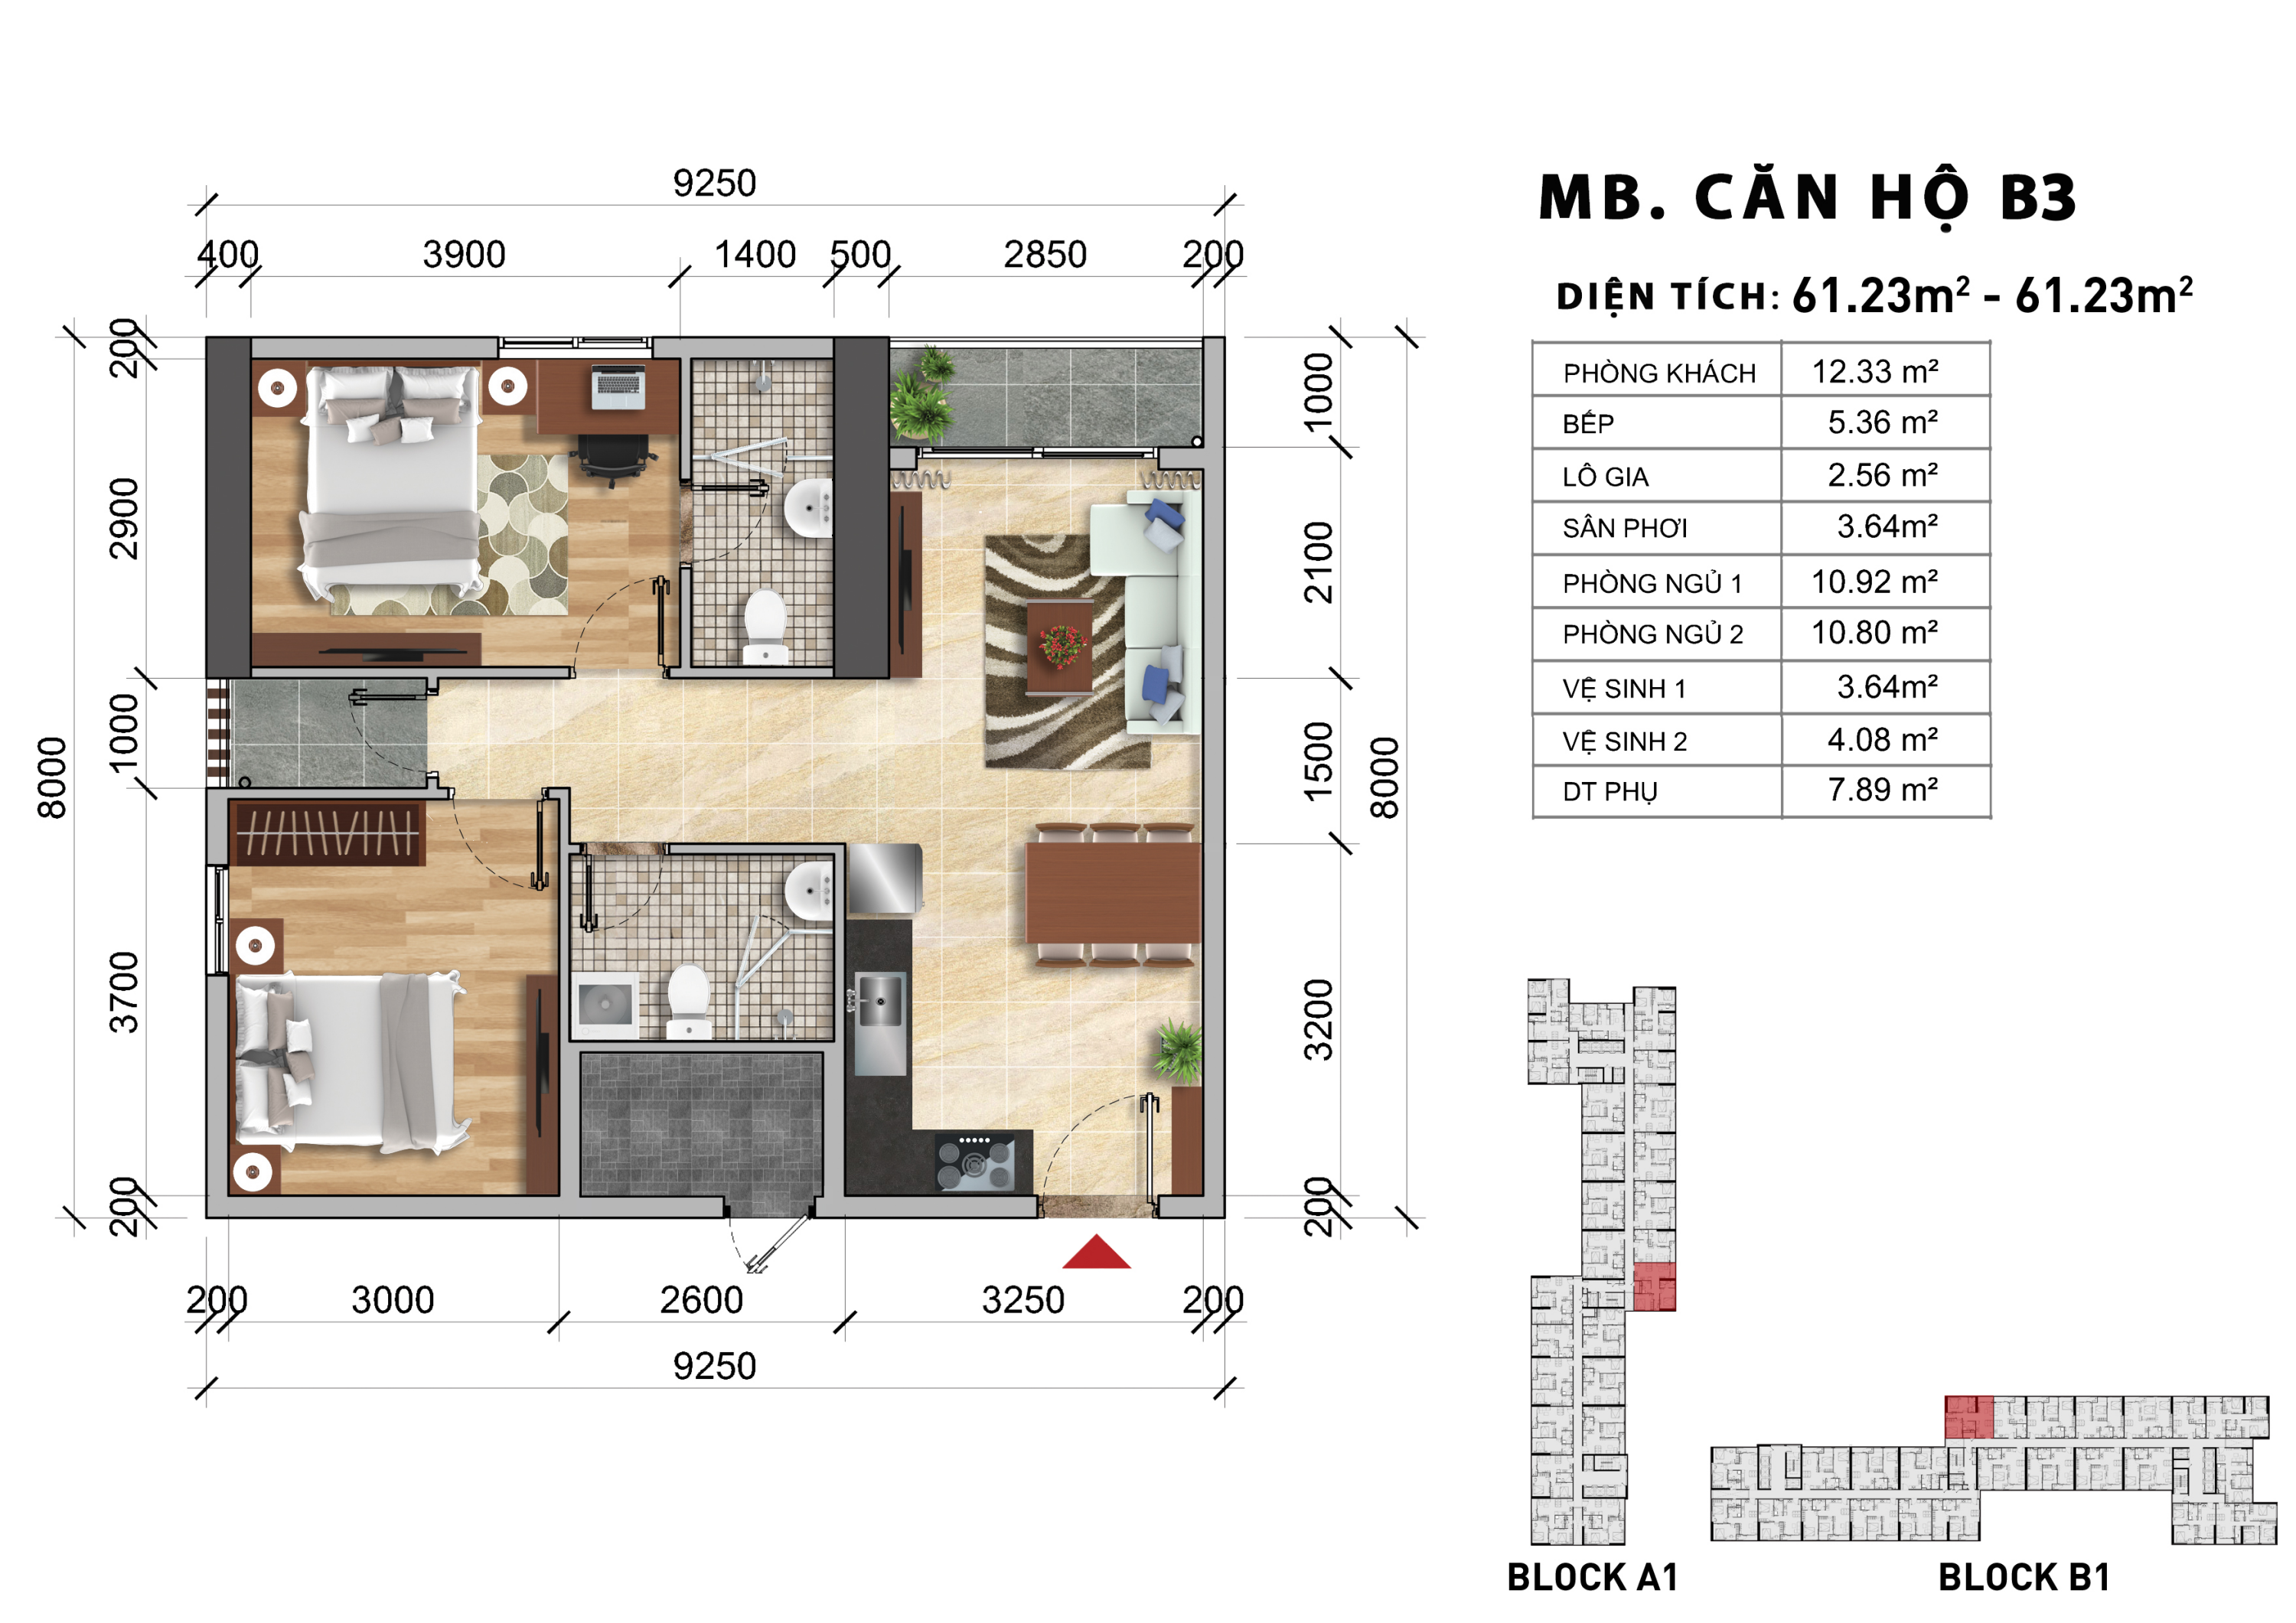 MB. CĂN HỘ B3
DIỆN TÍCH: 61.23m² - 61.23m²
PHÒNG KHÁCH 12.33 m²
BẾP 5.36 m²
LÔ GIA 2.56 m²
SÂN PHƠI 3.64m²
PHÒNG NGỦ 1 10.92 m²
PHÒNG NGỦ 2 10.80 m²
VỆ SINH 1 3.64m²
VỆ SINH 2 4.08 m²
DT PHỤ 7.89 m²
9250
400 3900 1400 500 2850 200
200
2900
1000
3700
200
8000
1000
2100
1500
3200
200
8000
200 3000 2600 3250 200
9250
BLOCK A1
BLOCK B1